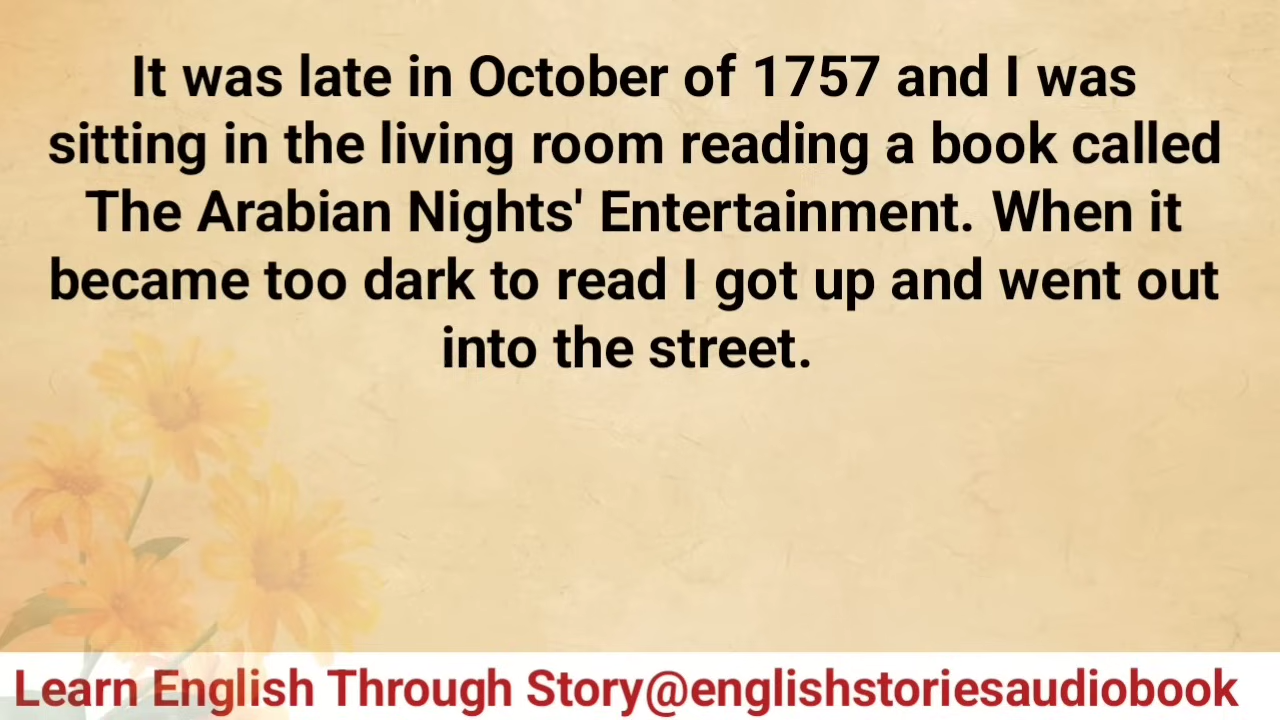 It was late in October of 1757 and I was
sitting in the living room reading a book called
The Arabian Nights' Entertainment. When it
became too dark to read I got up and went out
into the street.
Learn English Through Story@englishstoriesaudiobook